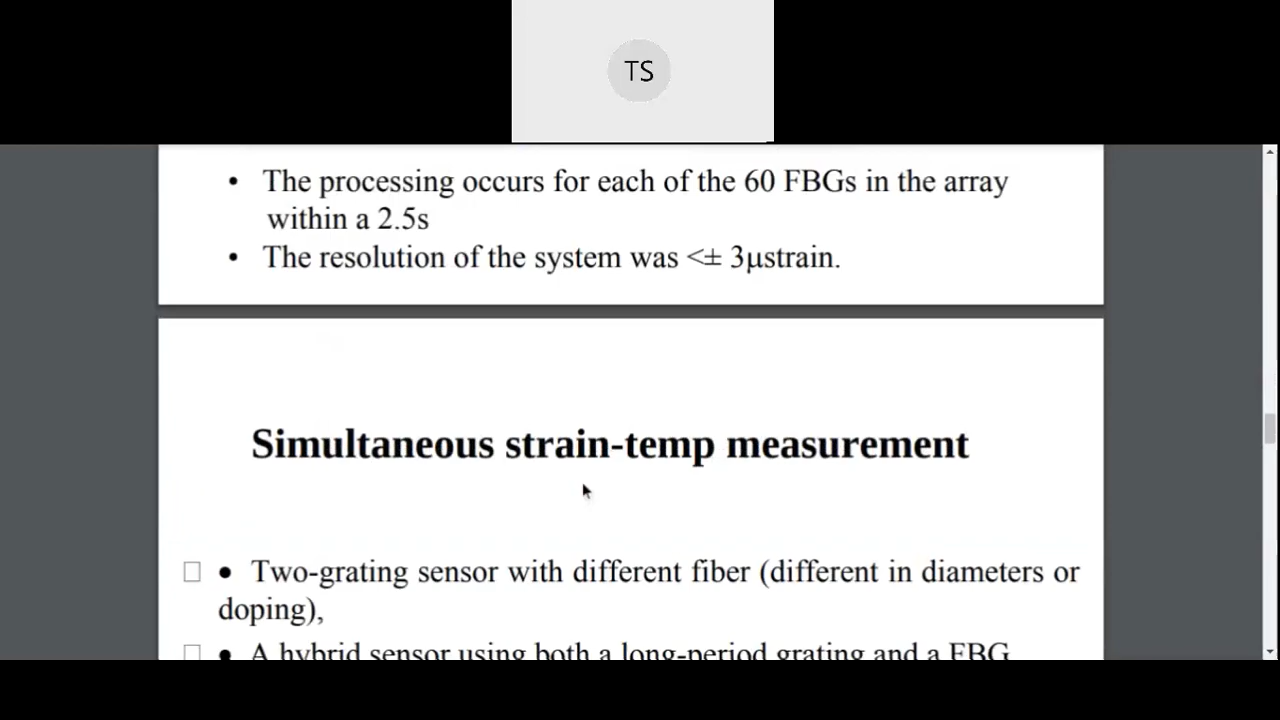 TS
• The processing occurs for each of the 60 FBGs in the array
within a 2.5s
• The resolution of the system was <± 3μstrain.
Simultaneous strain-temp measurement
□ • Two-grating sensor with different fiber (different in diameters or
doping),
□ • A hybrid sensor using both a long-period grating and a FBG